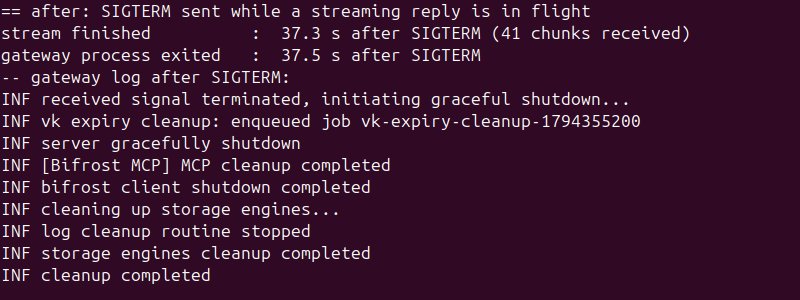 == after: SIGTERM sent while a streaming reply is in flight
stream finished          :  37.3 s after SIGTERM (41 chunks received)
gateway process exited   :  37.5 s after SIGTERM
-- gateway log after SIGTERM:
INF received signal terminated, initiating graceful shutdown...
INF vk expiry cleanup: enqueued job vk-expiry-cleanup-1794355200
INF server gracefully shutdown
INF [Bifrost MCP] MCP cleanup completed
INF bifrost client shutdown completed
INF cleaning up storage engines...
INF log cleanup routine stopped
INF storage engines cleanup completed
INF cleanup completed